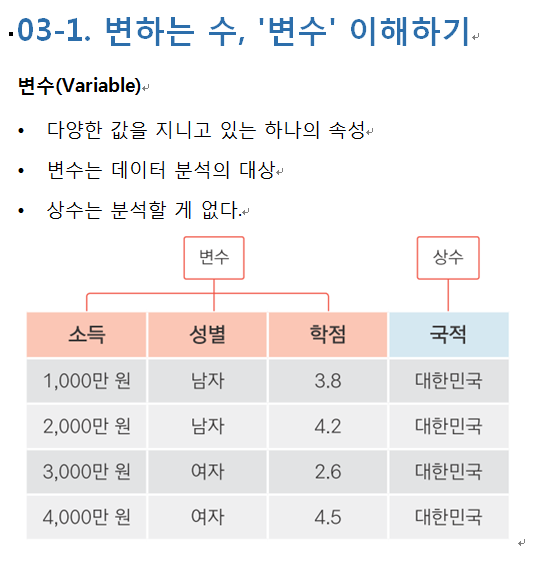 03-1. 변하는 수, '변수' 이해하기
변수(Variable)
• 다양한 값을 지니고 있는 하나의 속성
• 변수는 데이터 분석의 대상
• 상수는 분석할 게 없다.
변수 상수
소득 성별 학점 국적
1,000만 원 남자 3.8 대한민국
2,000만 원 남자 4.2 대한민국
3,000만 원 여자 2.6 대한민국
4,000만 원 여자 4.5 대한민국